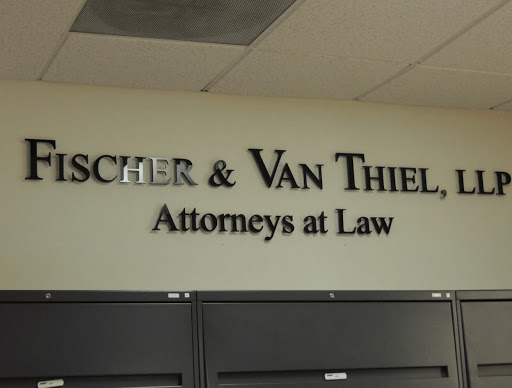 FISCHER & VAN THIEL, LLP
Attorneys at Law